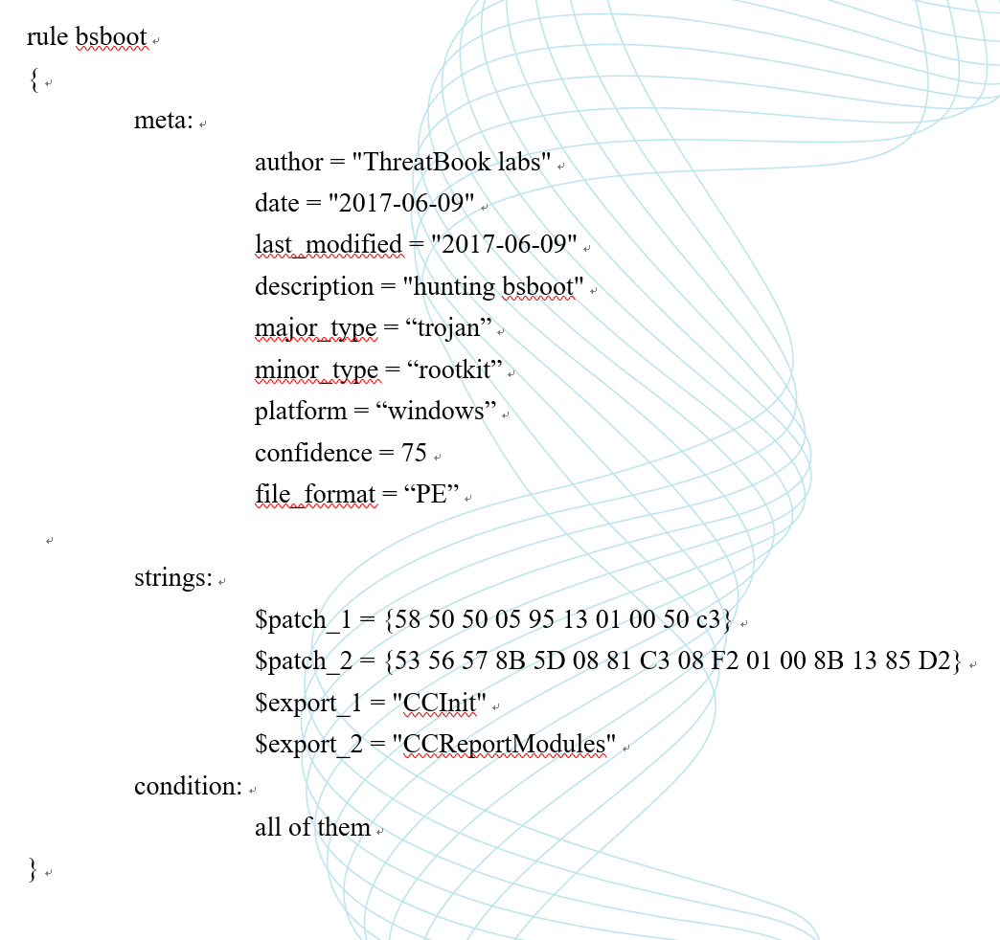 rule bsboot
{
meta:
author = "ThreatBook labs"
date = "2017-06-09"
last_modified = "2017-06-09"
description = "hunting bsboot"
major_type = “trojan”
minor_type = “rootkit”
platform = “windows”
confidence = 75
file_format = “PE”
strings:
$patch_1 = {58 50 50 05 95 13 01 00 50 c3}
$patch_2 = {53 56 57 8B 5D 08 81 C3 08 F2 01 00 8B 13 85 D2}
$export_1 = "CCInit"
$export_2 = "CCReportModules"
condition:
all of them
}